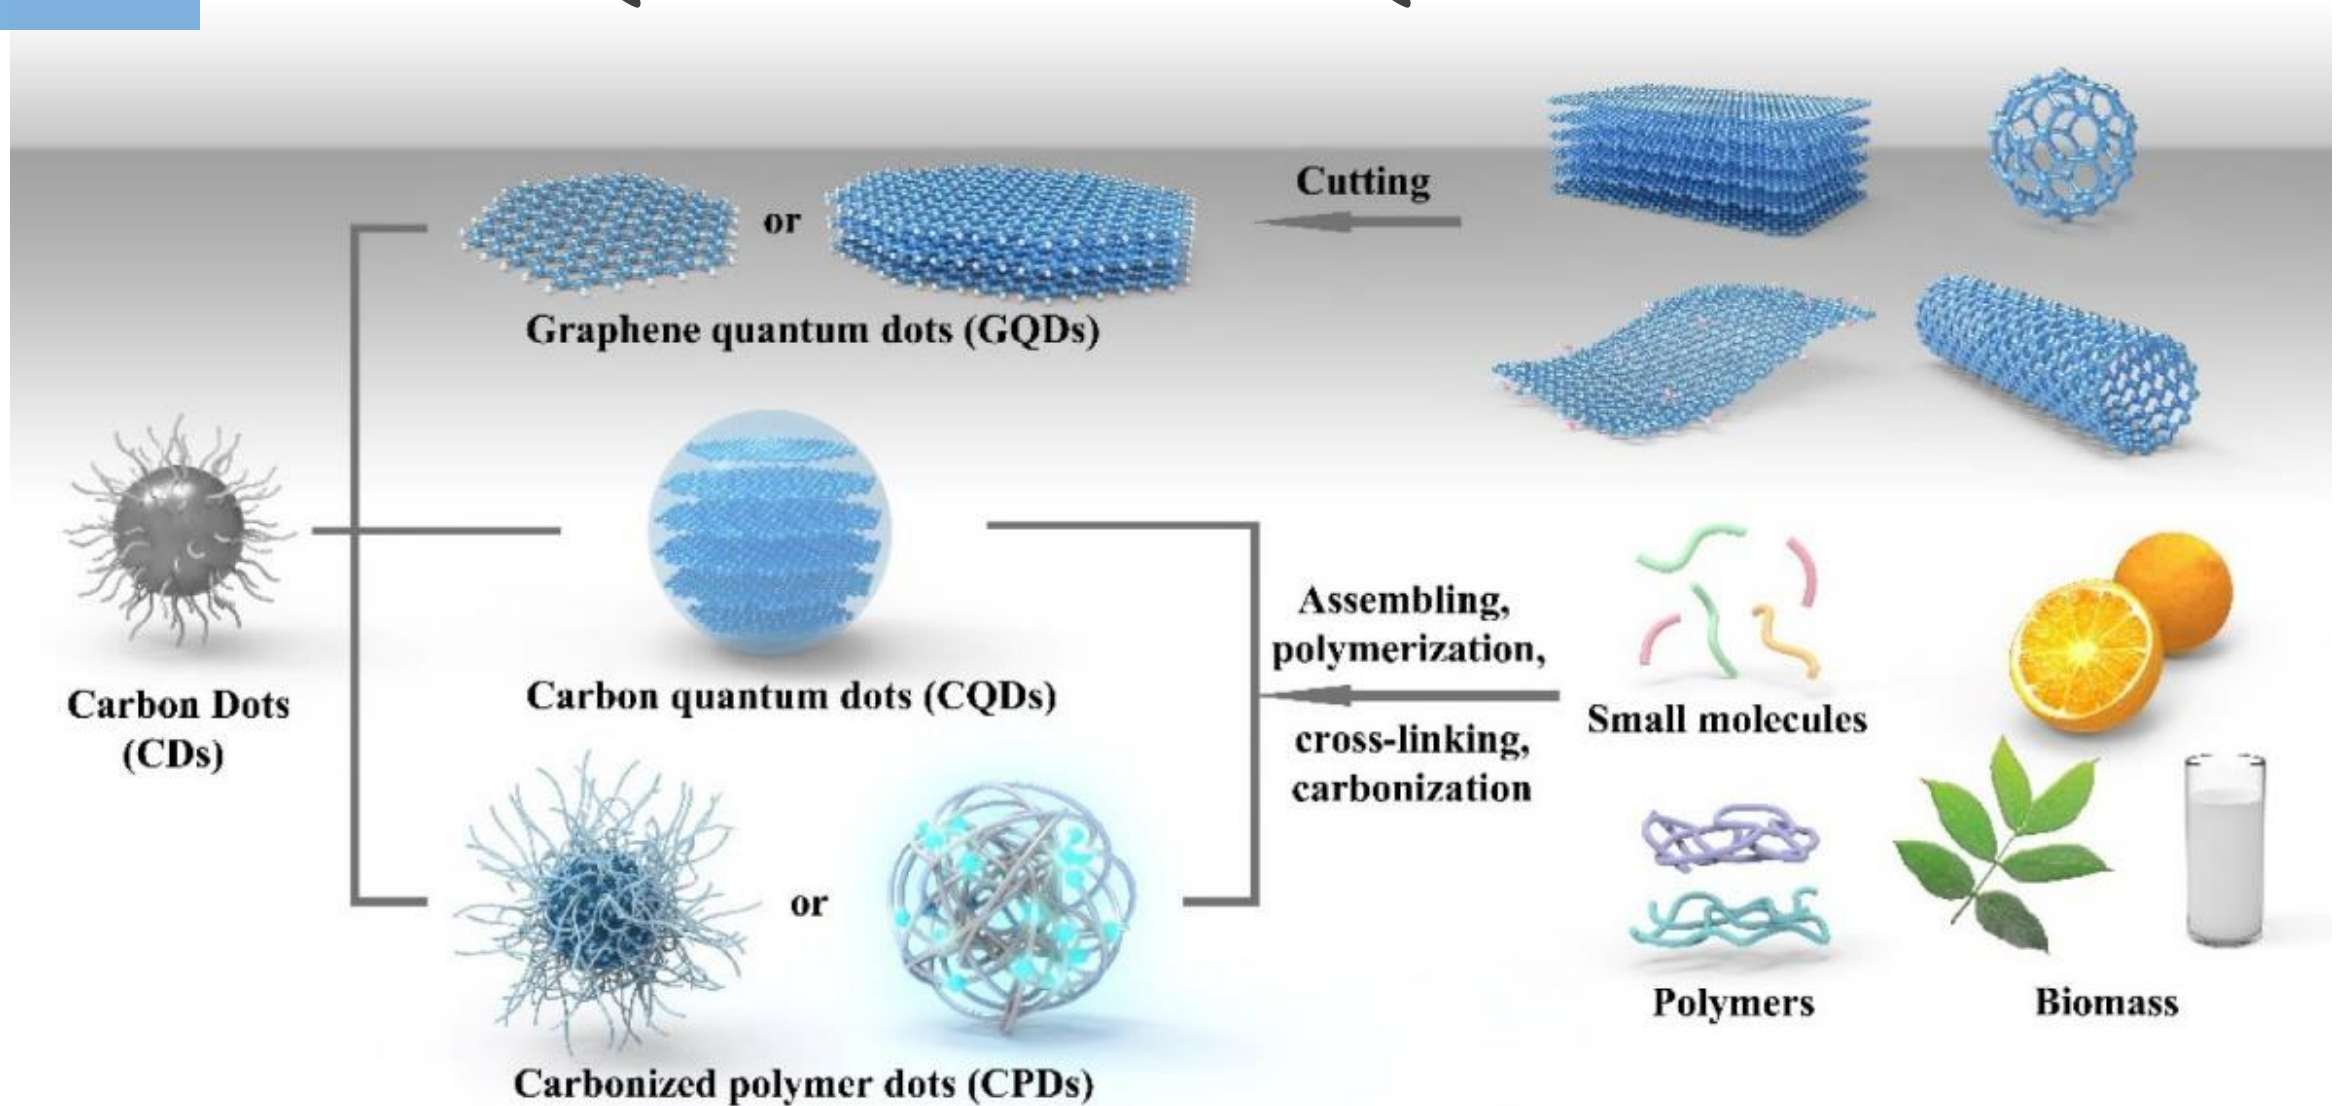 Cutting
or
Graphene quantum dots (GQDs)
Carbon Dots
(CDs)
Carbon quantum dots (CQDs)
Assembling,
polymerization,
cross-linking,
carbonization
Small molecules
or
Polymers
Biomass
Carbonized polymer dots (CPDs)